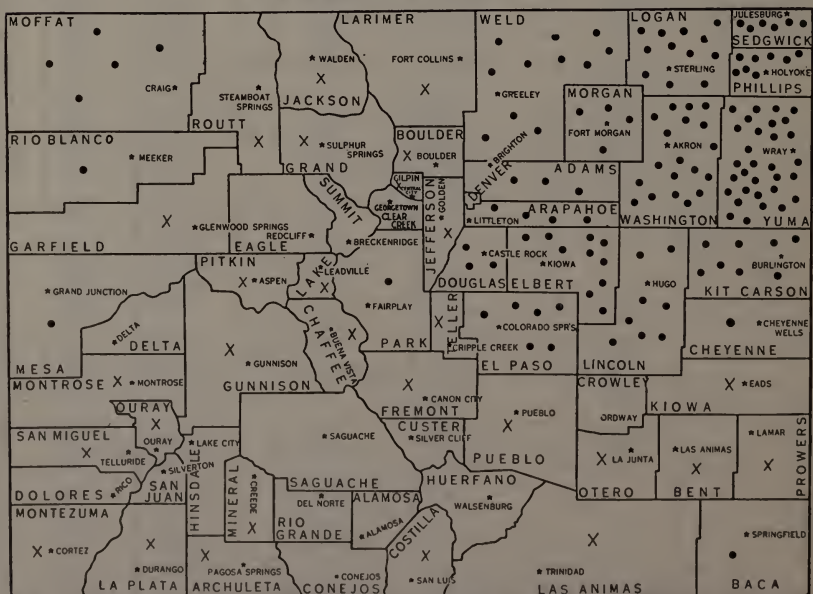 MOFFAT
CRAIG
ROUTT
STEAMBOAT
SPRINGS
WALDEN
JACKSON
LARIMER
FORT COLLINS
WELD
GREELEY
LOGAN
STERLING
JULESBURG
SEDGWICK
HOLYOKE
PHILLIPS
MORGAN
FORT MORGAN
RIO BLANCO
MEEKER
GRAND
SULPHUR
SPRINGS
BOULDER
BOULDER
GILPIN
CENTRAL
CITY
GEORGETOWN
CLEAR
CREEK
GOLDEN
JEFFERSON
DENVER
BRIGHTON
ADAMS
ARAPAHOE
LITTLETON
AKRON
WASHINGTON
WRAY
YUMA
GARFIELD
GLENWOOD SPRINGS
EAGLE
REDCLIFF
SUMMIT
BRECKENRIDGE
CASTLE ROCK
DOUGLAS
KIOWA
ELBERT
HUGO
LINCOLN
BURLINGTON
KIT CARSON
PITKIN
ASPEN
LAKE
LEADVILLE
FAIRPLAY
PARK
TELLER
CRIPPLE CREEK
COLORADO SPR'S.
EL PASO
CHEYENNE
WELLS
CHEYENNE
GRAND JUNCTION
MESA
DELTA
DELTA
GUNNISON
GUNNISON
CHAFFEE
BUENA VISTA
MONTROSE
MONTROSE
OURAY
OURAY
CANON CITY
FREMONT
CUSTER
SILVER CLIFF
PUEBLO
PUEBLO
CROWLEY
ORDWAY
EADS
KIOWA
SAN MIGUEL
TELLURIDE
LAKE CITY
HINSDALE
SAGUACHE
SAGUACHE
LA JUNTA
OTERO
LAS ANIMAS
BENT
LAMAR
PROWERS
DOLORES
RICO
SILVERTON
SAN
JUAN
MINERAL
CREEDE
DEL NORTE
RIO
GRANDE
ALAMOSA
ALAMOSA
HUERFANO
WALSENBURG
COSTILLA
MONTEZUMA
CORTEZ
DURANGO
LA PLATA
PAGOSA SPRINGS
ARCHULETA
CONEJOS
CONEJOS
SAN LUIS
TRINIDAD
LAS ANIMAS
SPRINGFIELD
BACA